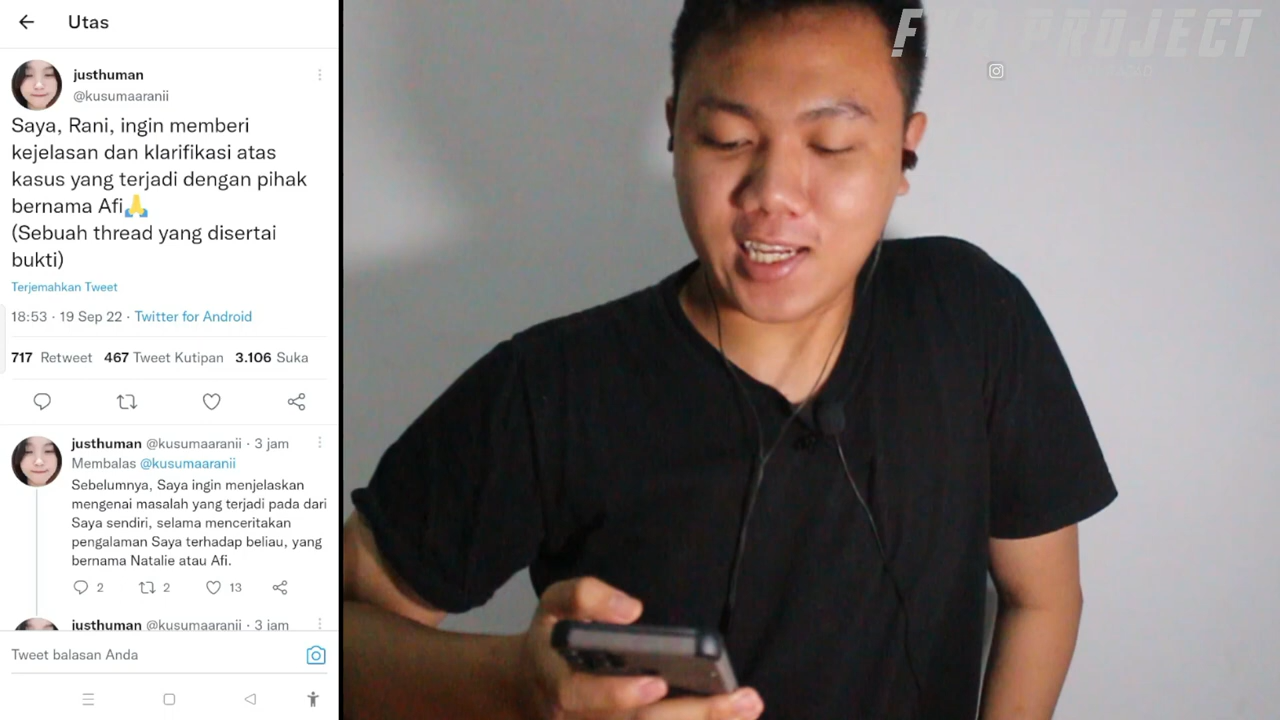 Utas
justhuman
@kusumaaranii
Saya, Rani, ingin memberi
kejelasan dan klarifikasi atas
kasus yang terjadi dengan pihak
bernama Afi🙏
(Sebuah thread yang disertai
bukti)
Terjemahkan Tweet
18:53 · 19 Sep 22 · Twitter for Android
717 Retweet 467 Tweet Kutipan 3.106 Suka
justhuman @kusumaaranii · 3 jam
Membalas @kusumaaranii
Sebelumnya, Saya ingin menjelaskan
mengenai masalah yang terjadi pada dari
Saya sendiri, selama menceritakan
pengalaman Saya terhadap beliau, yang
bernama Natalie atau Afi.
2 2 13
justhuman @kusumaaranii · 3 jam
Tweet balasan Anda
PROJECT